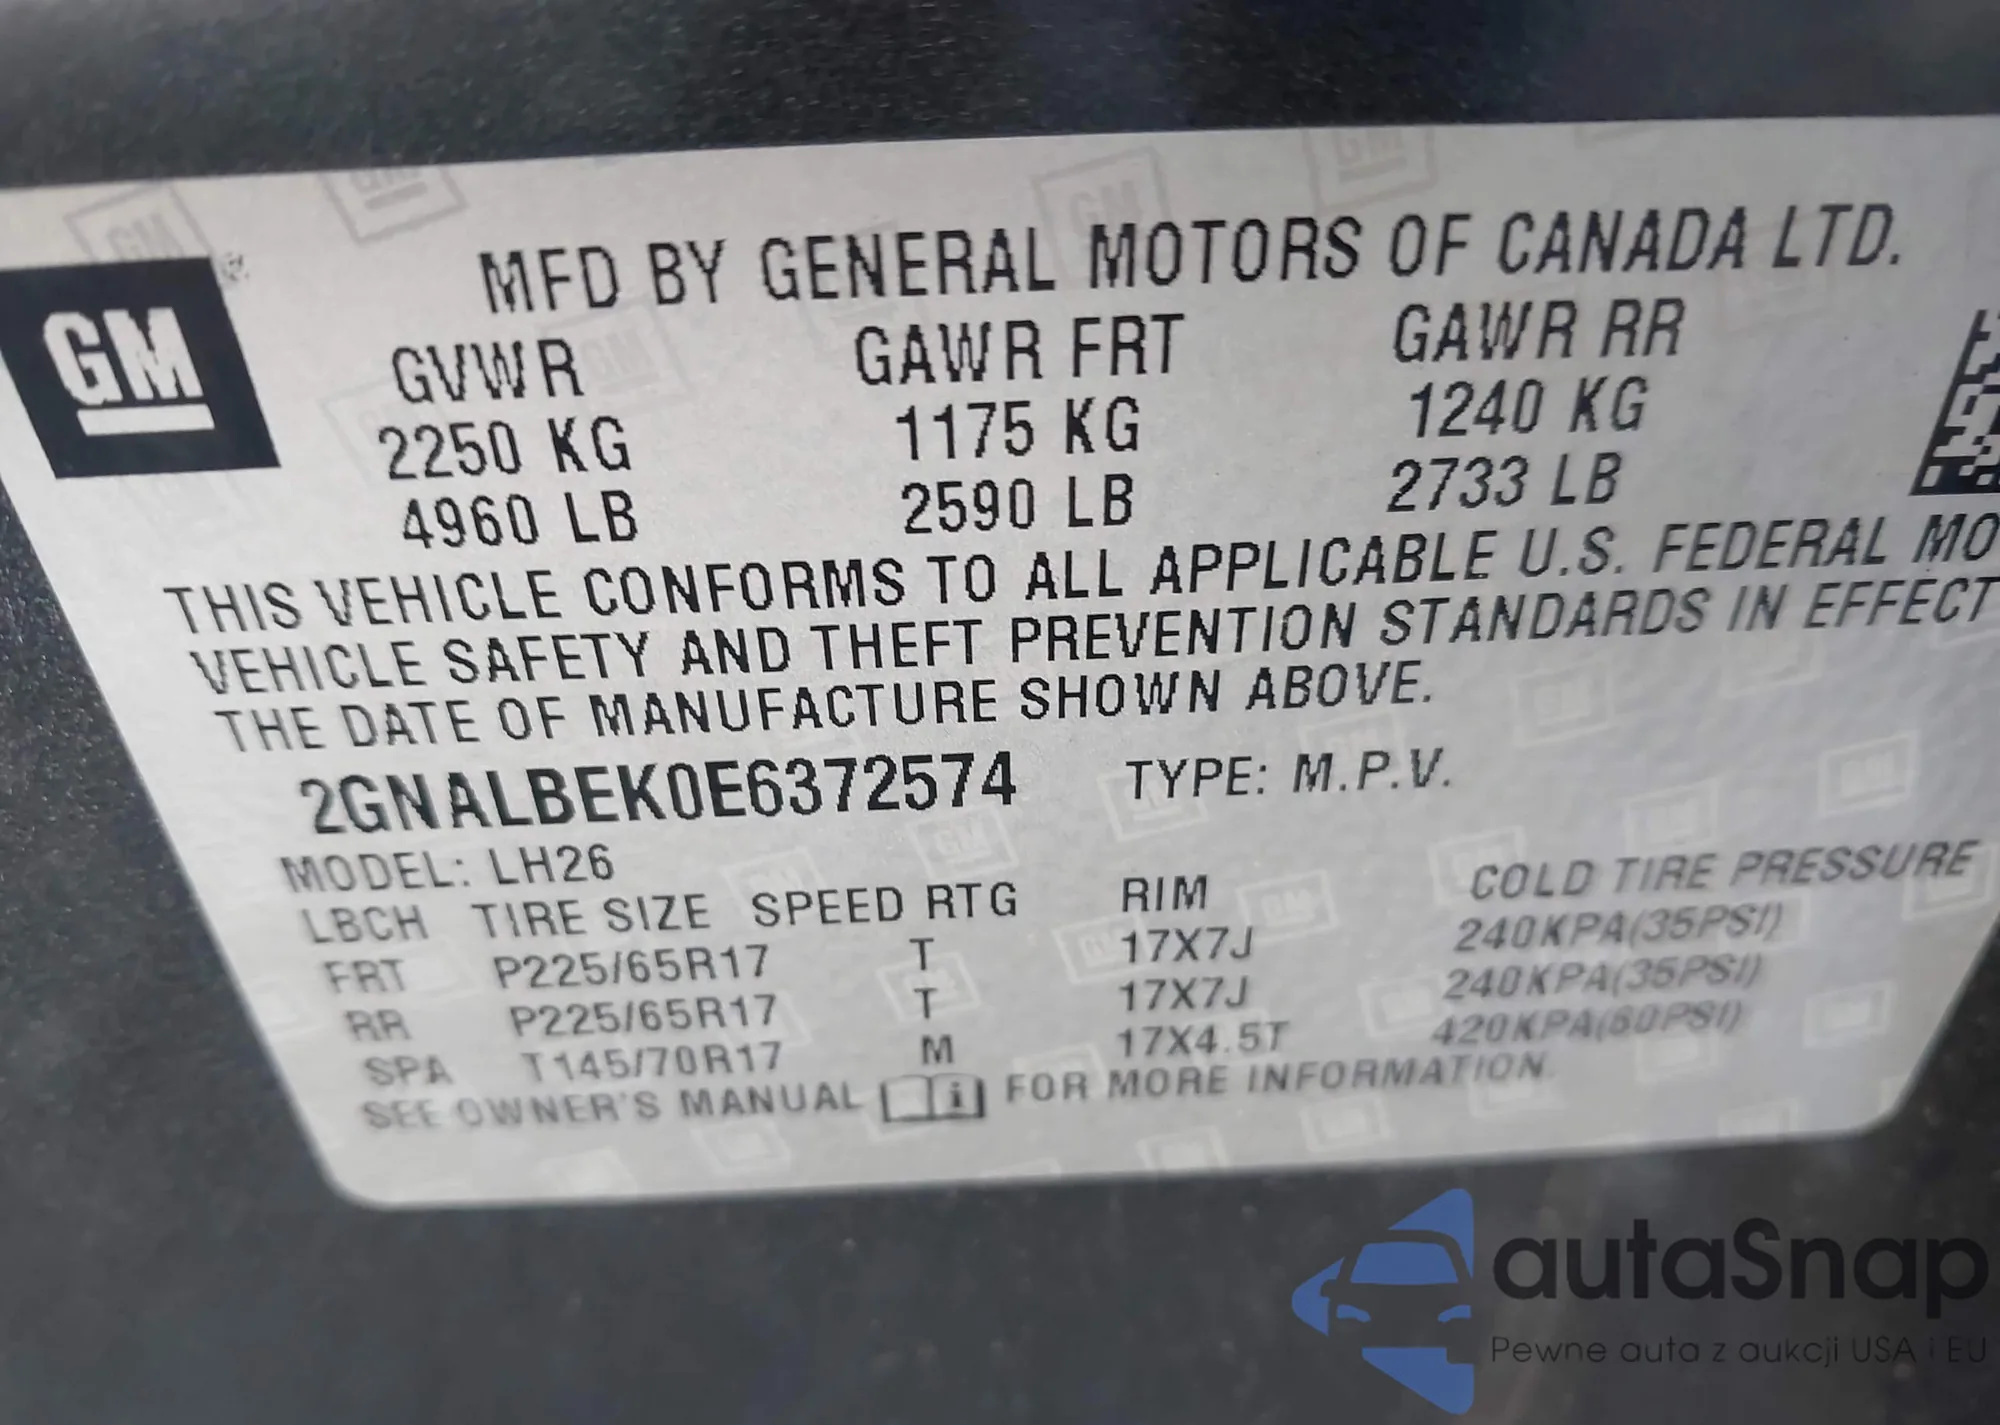 MFD BY GENERAL MOTORS OF CANADA LTD.
GM
GVWR GAWR FRT GAWR RR
2250 KG 1175 KG 1240 KG
4960 LB 2590 LB 2733 LB
THIS VEHICLE CONFORMS TO ALL APPLICABLE U.S. FEDERAL MO
VEHICLE SAFETY AND THEFT PREVENTION STANDARDS IN EFFECT
THE DATE OF MANUFACTURE SHOWN ABOVE.
2GNALBEK0E6372574 TYPE: M.P.V.
MODEL: LH26
LBCH TIRE SIZE SPEED RTG RIM COLD TIRE PRESSURE
FRT P225/65R17 T 17X7J 240KPA(35PSI)
RR P225/65R17 T 17X7J 240KPA(35PSI)
SPA T145/70R17 M 17X4.5T 420KPA(60PSI)
SEE OWNER'S MANUAL i FOR MORE INFORMATION.
autaSnap
Pewne auta z aukcji USA i EU